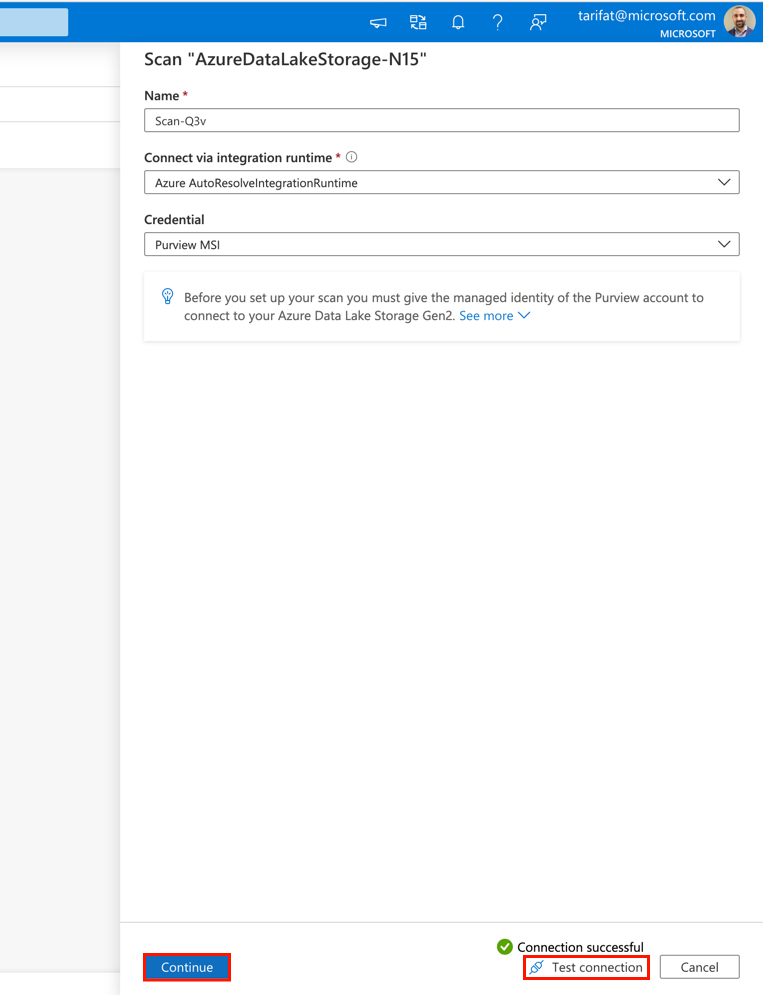 tarifat@microsoft.com
MICROSOFT
Scan "AzureDataLakeStorage-N15"
Name *
Scan-Q3v
Connect via integration runtime *
Azure AutoResolveIntegrationRuntime
Credential
Purview MSI
Before you set up your scan you must give the managed identity of the Purview account to
connect to your Azure Data Lake Storage Gen2. See more
Connection successful
Continue
Test connection
Cancel